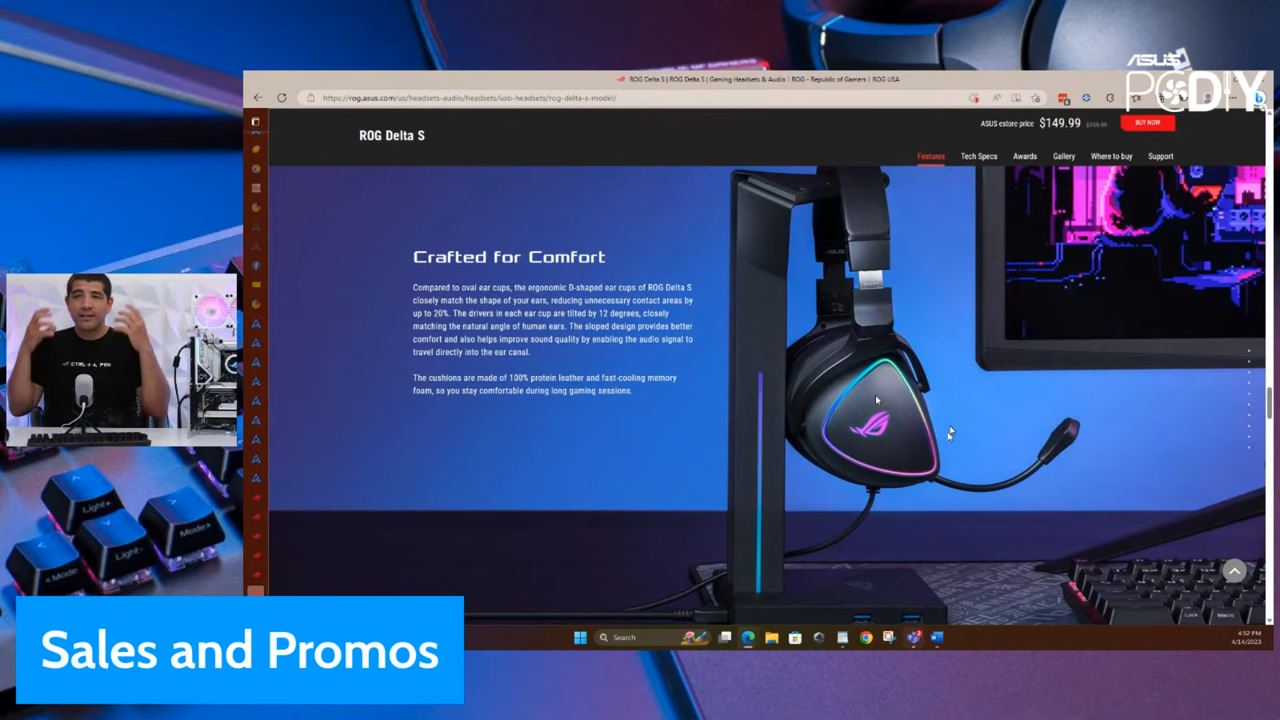 ASUS
PCDIY
ROG Delta S | ROG Delta S | Gaming Headsets & Audio | ROG - Republic of Gamers | ROG USA
https://rog.asus.com/us/headsets-audio/headsets/usb-headsets/rog-delta-s-model/
ROG Delta S
ASUS estore price $149.99
BUY NOW
Features Tech Specs Awards Gallery Where to buy Support
Crafted for Comfort
Compared to oval ear cups, the ergonomic D-shaped ear cups of ROG Delta S
closely match the shape of your ears, reducing unnecessary contact areas by
up to 20%. The drivers in each ear cup are tilted by 12 degrees, closely
matching the natural angle of human ears. The sloped design provides better
comfort and also helps improve sound quality by enabling the audio signal to
travel directly into the ear canal.
The cushions are made of 100% protein leather and fast-cooling memory
foam, so you stay comfortable during long gaming sessions.
Light+
Mode+
Light-
Mode
Lock
Macro
Search
4:52 PM
4/14/2023
Sales and Promos